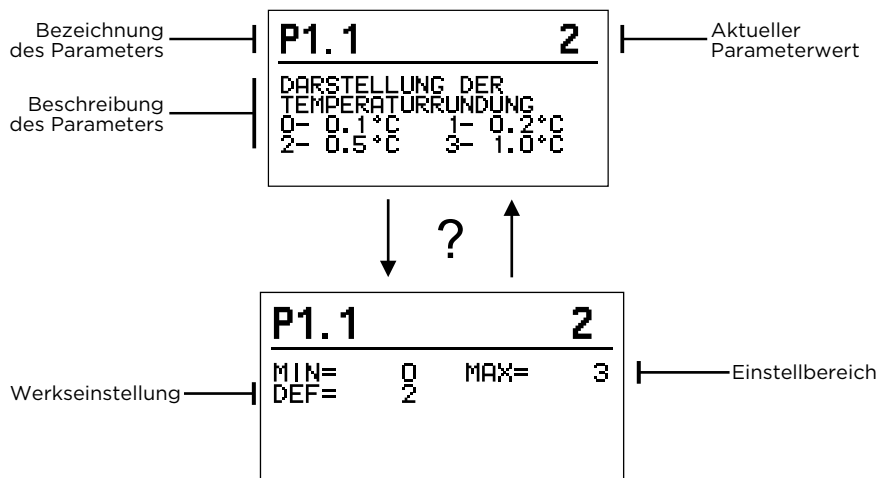 Bezeichnung
des Parameters
P1.1 2
Aktueller
Parameterwert
Beschreibung
des Parameters
DARSTELLUNG DER
TEMPERATURRUNDUNG
0- 0.1°C 1- 0.2°C
2- 0.5°C 3- 1.0°C
?
P1.1 2
Werkseinstellung
MIN= 0 MAX= 3
DEF= 2
Einstellbereich